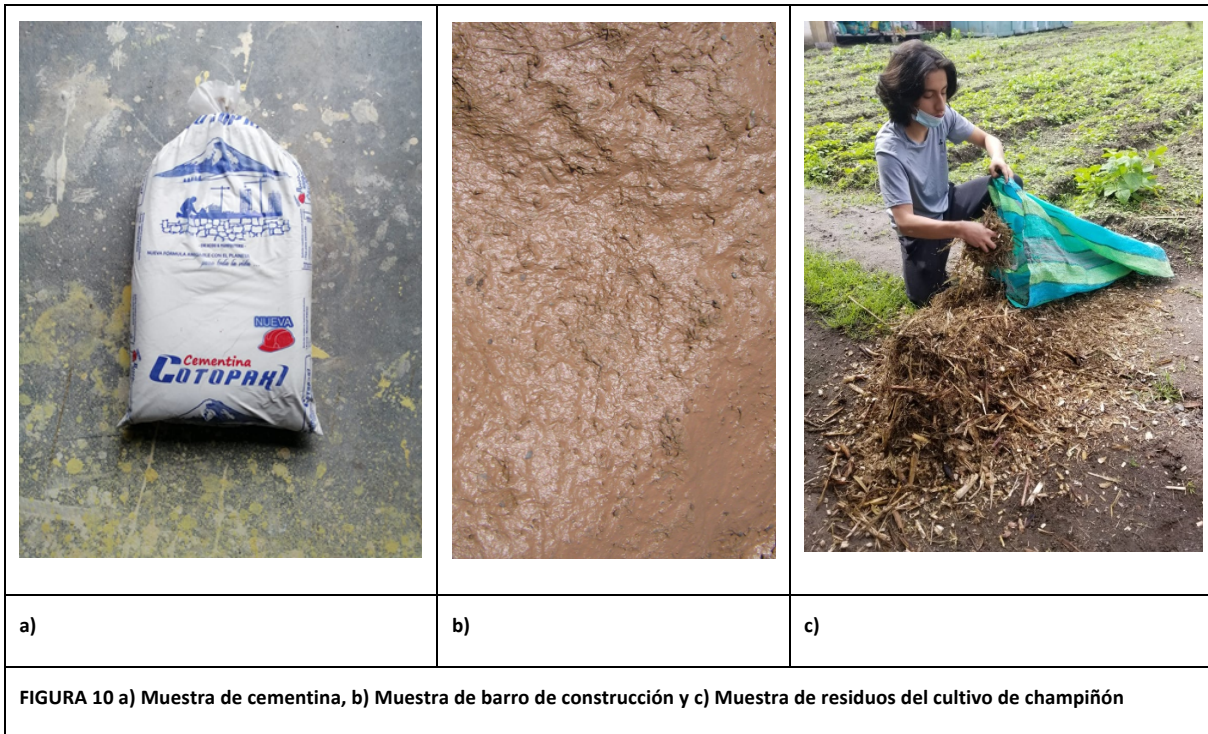 NUEVA
Cementina
COTOPAXI
a)
b)
c)
FIGURA 10 a) Muestra de cementina, b) Muestra de barro de construcción y c) Muestra de residuos del cultivo de champiñón